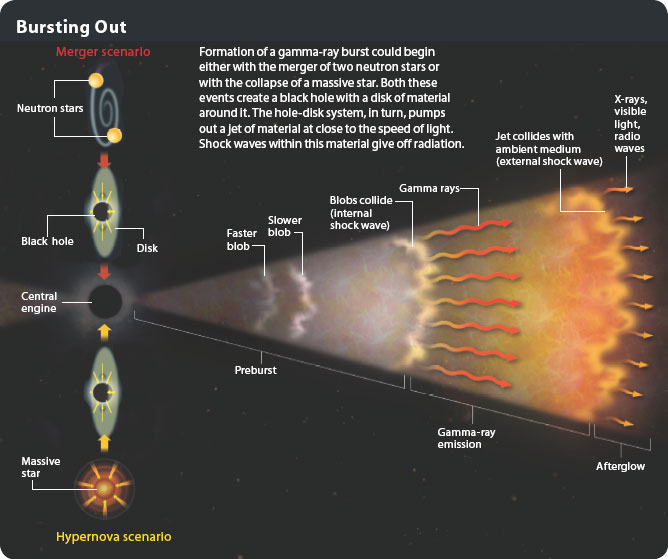 Bursting Out
Merger scenario
Formation of a gamma-ray burst could begin
either with the merger of two neutron stars or
with the collapse of a massive star. Both these
events create a black hole with a disk of material
around it. The hole-disk system, in turn, pumps
out a jet of material at close to the speed of light.
Shock waves within this material give off radiation.
Neutron stars
X-rays,
visible
light,
radio
waves
Jet collides with
ambient medium
(external shock wave)
Gamma rays
Blobs collide
(internal
shock wave)
Slower
blob
Faster
blob
Black hole
Disk
Central
engine
Preburst
Gamma-ray
emission
Afterglow
Massive
star
Hypernova scenario